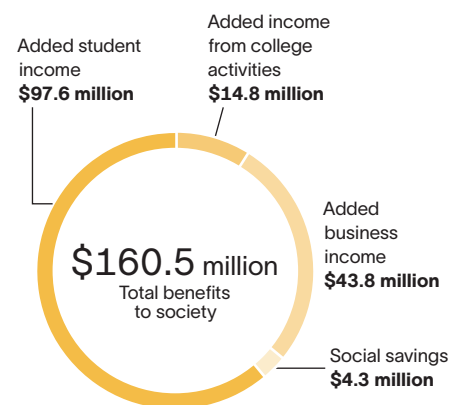 Added student
income
$97.6 million
Added income
from college
activities
$14.8 million
$160.5 million
Total benefits
to society
Added
business
income
$43.8 million
Social savings
$4.3 million